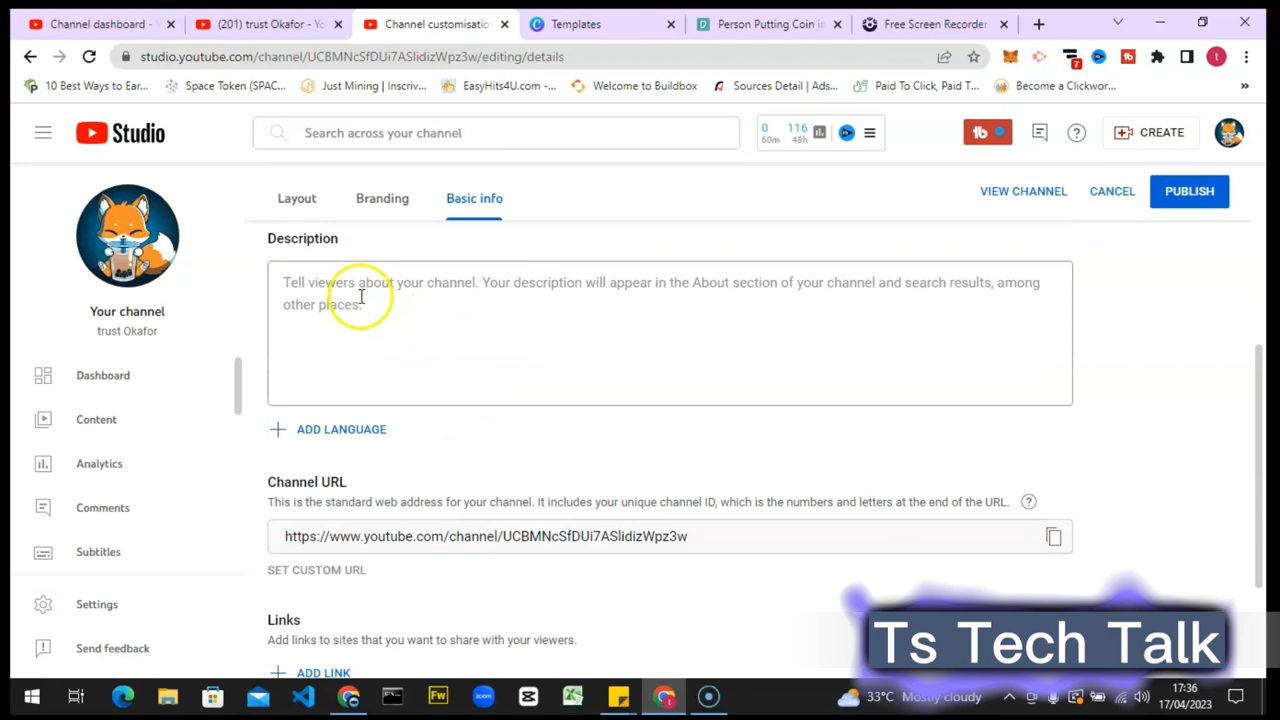 Channel dashboard -
(201) trust Okafor - Yo
Channel customisatio
Templates
Person Putting Coin in
Free Screen Recorder
studio.youtube.com/channel/UCBMNcSfDUi7ASlidizWpz3w/editing/details
7
t
10 Best Ways to Ear...
Space Token (SPAC...
Just Mining | Inscriv...
EasyHits4U.com -...
Welcome to Buildbox
Sources Detail | Ads...
Paid To Click, Paid T...
Become a Clickwor...
»
Studio
Search across your channel
0
60m
116
48h
tb
CREATE
Layout
Branding
Basic info
VIEW CHANNEL
CANCEL
PUBLISH
Your channel
trust Okafor
Dashboard
Content
Analytics
Comments
Subtitles
Settings
Send feedback
Description
Tell viewers about your channel. Your description will appear in the About section of your channel and search results, among
other places.
ADD LANGUAGE
Channel URL
This is the standard web address for your channel. It includes your unique channel ID, which is the numbers and letters at the end of the URL.
https://www.youtube.com/channel/UCBMNcSfDUi7ASlidizWpz3w
SET CUSTOM URL
Links
Add links to sites that you want to share with your viewers.
ADD LINK
Ts Tech Talk
Fw
zoom
t
33°C Mostly cloudy
17:36
17/04/2023